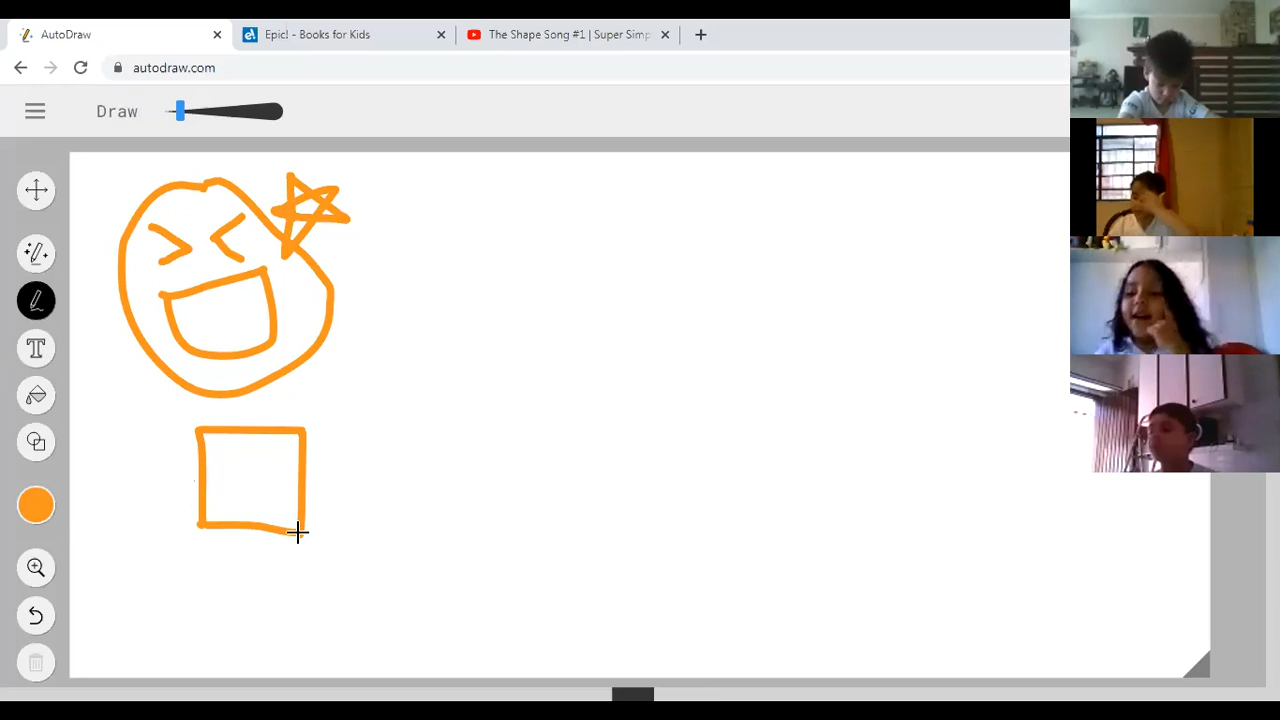 AutoDraw
Epic! - Books for Kids
The Shape Song #1 | Super Simp
autodraw.com
Draw
T